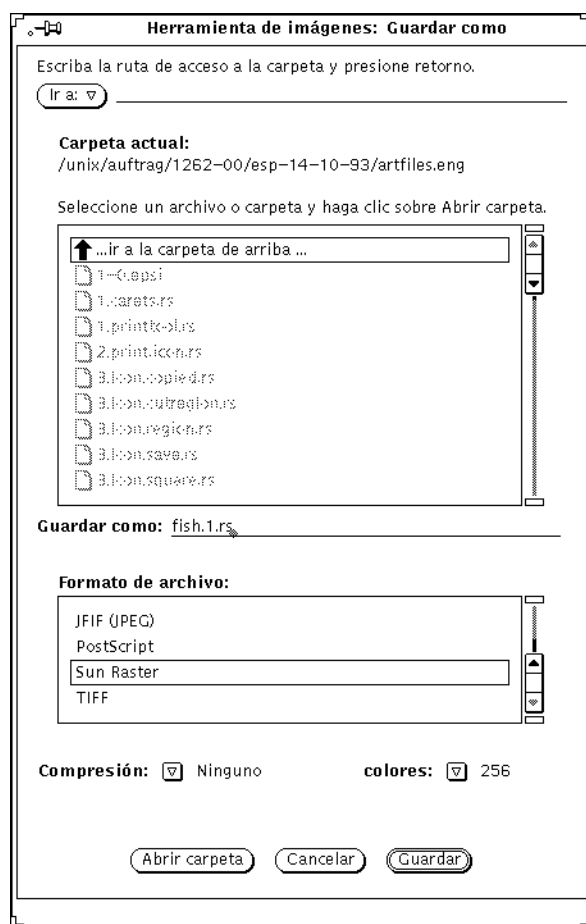 Herramienta de imágenes: Guardar como
Escriba la ruta de acceso a la carpeta y presione retorno.
Ir a:
Carpeta actual:
/unix/auftrag/1262-00/esp-14-10-93/artfiles.eng
Seleccione un archivo o carpeta y haga clic sobre Abrir carpeta.
...ir a la carpeta de arriba ...
1.carets.rs
2.print.icon.rs
3.icon.copied.rs
3.icon.cutregion.rs
3.icon.region.rs
3.icon.save.rs
3.icon.square.rs
Guardar como: fish.1.rs
Formato de archivo:
JFIF (JPEG)
PostScript
Sun Raster
TIFF
Compresión: Ninguno colores: 256
Abrir carpeta Cancelar Guardar